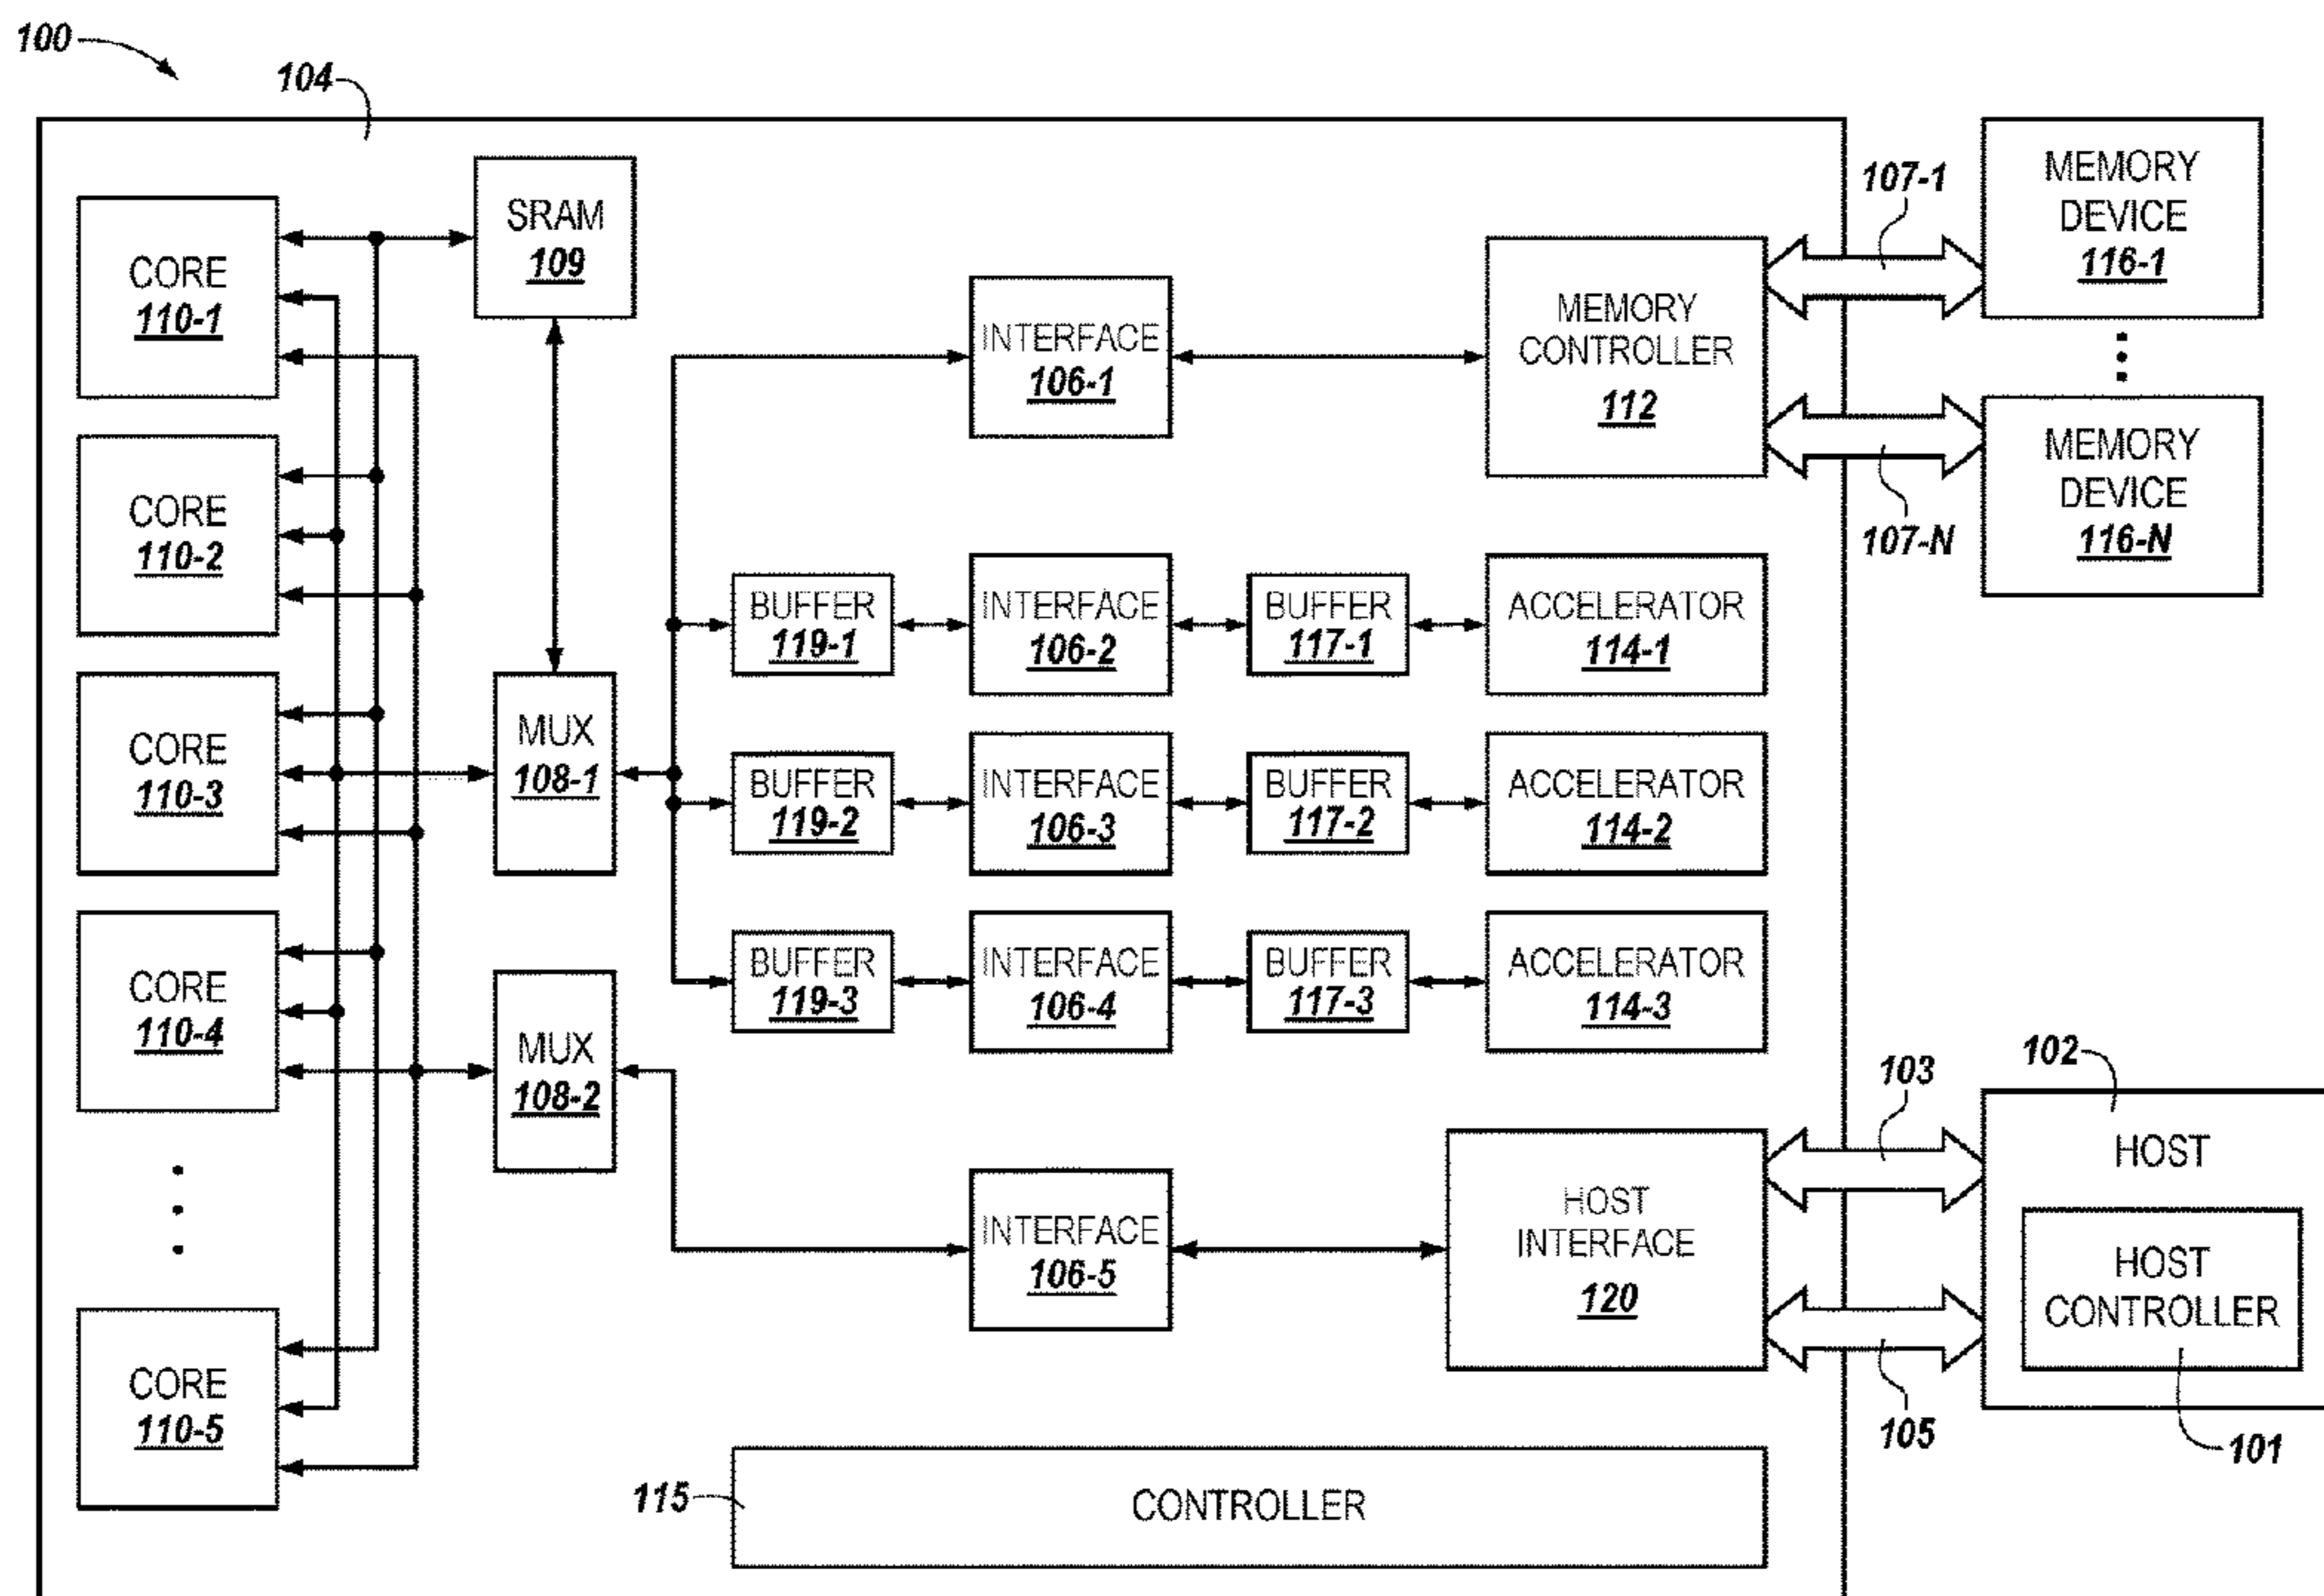 100
104
CORE
110-1
SRAM
109
INTERFACE
106-1
MEMORY
CONTROLLER
112
107-1
MEMORY
DEVICE
116-1
107-N
MEMORY
DEVICE
116-N
CORE
110-2
BUFFER
119-1
INTERFACE
106-2
BUFFER
117-1
ACCELERATOR
114-1
CORE
110-3
MUX
108-1
BUFFER
119-2
INTERFACE
106-3
BUFFER
117-2
ACCELERATOR
114-2
CORE
110-4
MUX
108-2
BUFFER
119-3
INTERFACE
106-4
BUFFER
117-3
ACCELERATOR
114-3
INTERFACE
106-5
HOST
INTERFACE
120
103
105
102
HOST
HOST
CONTROLLER
101
CORE
110-5
115
CONTROLLER